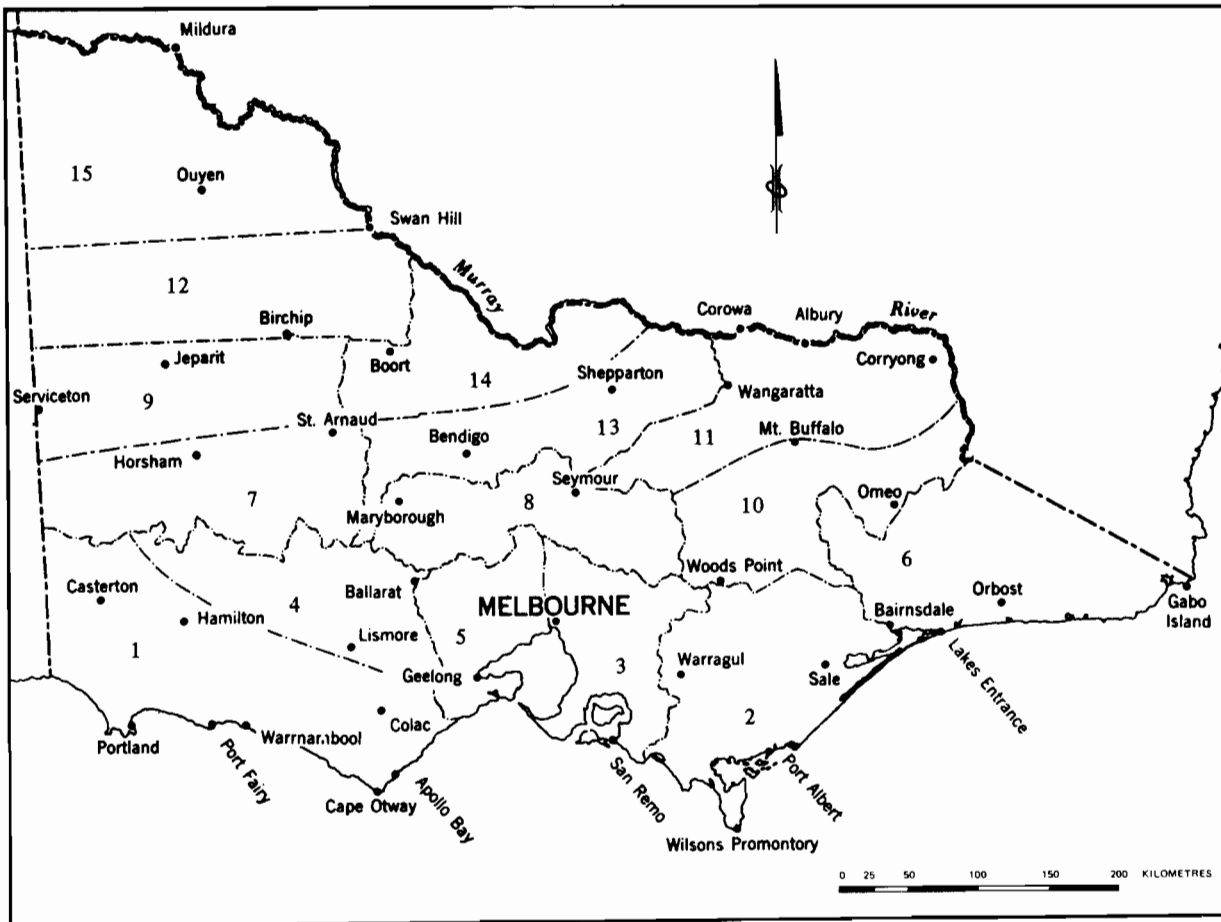 Mildura
15
Ouyen
Swan Hill
12
Murray
Birchip
Corowa
Albury
River
Jeparit
Boort
Corryong
14
Shepparton
Serviceton
9
Wangaratta
St. Arnaud
13
Mt. Buffalo
Bendigo
11
Horsham
Seymour
7
Maryborough
8
10
Omeo
6
Woods Point
Casterton
Ballarat
Orbost
4
MELBOURNE
Bairnsdale
Gabo
Island
Hamilton
Lismore
5
1
3
Warragul
Lakes Entrance
Geelong
Sale
2
Colac
Portland
Port Fairy
Warrnambool
San Remo
Port Albert
Cape Otway
Apollo Bay
Wilsons Promontory
0 25 50 100 150 200 KILOMETRES